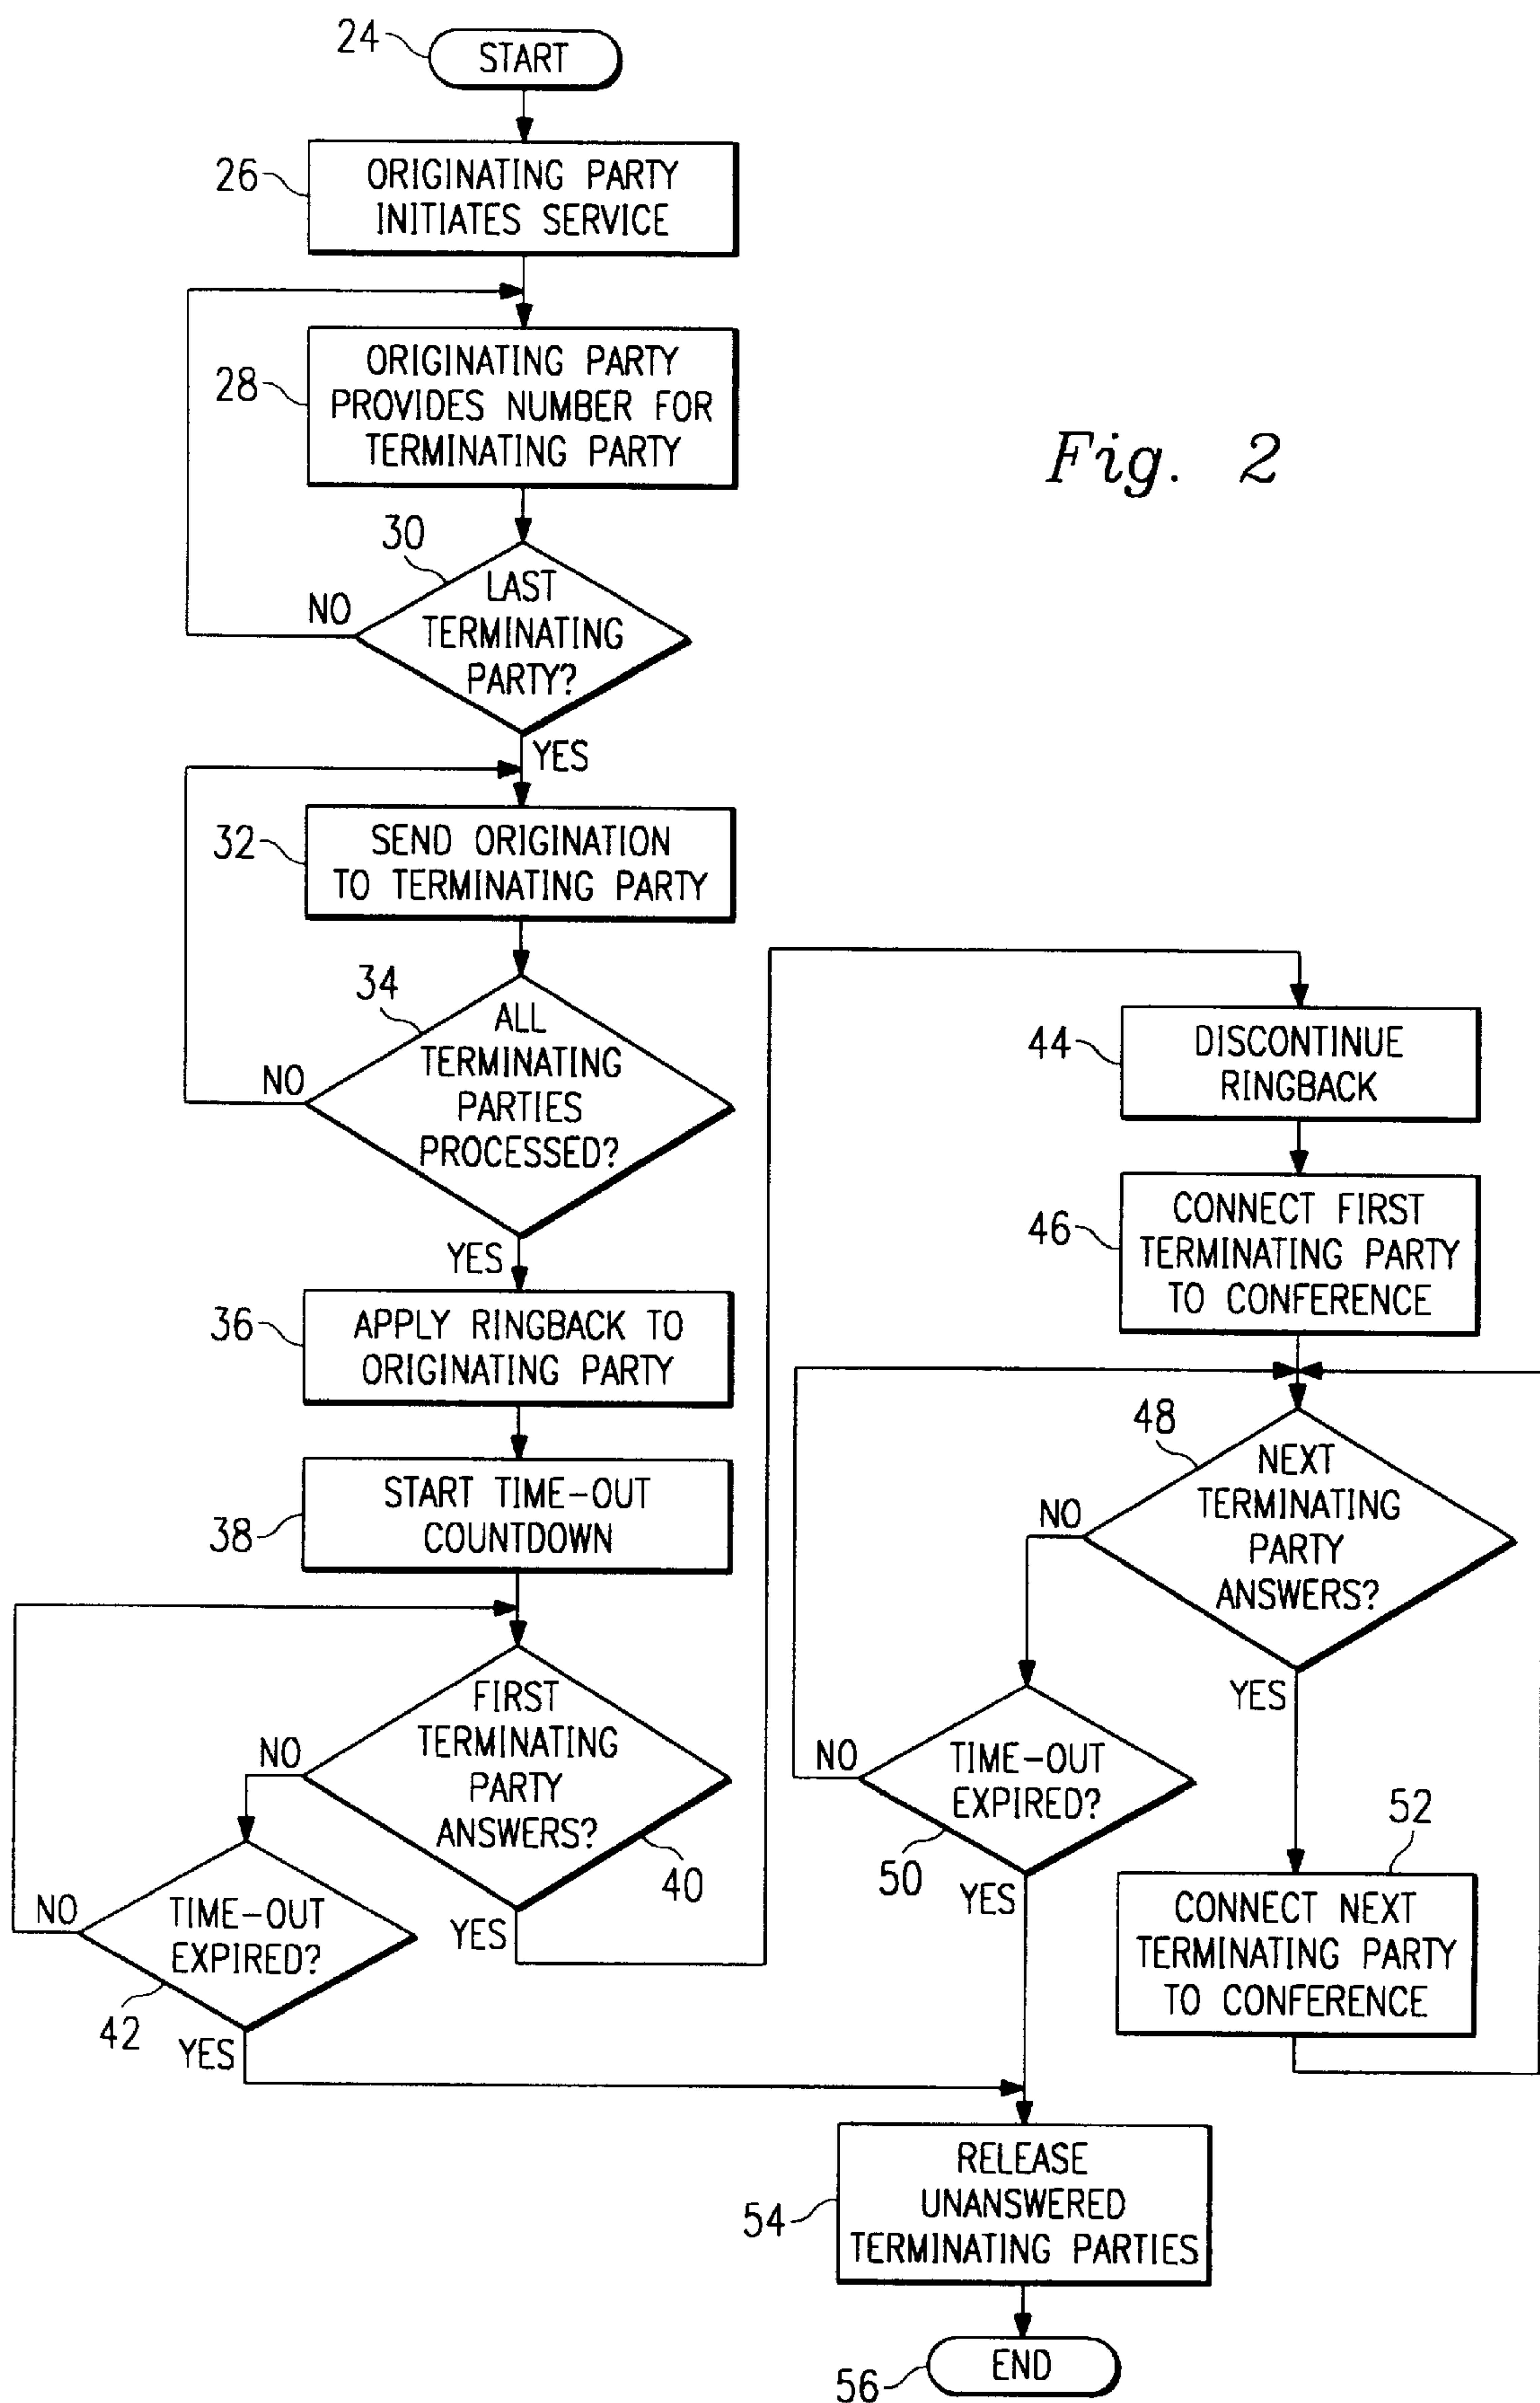 24
START
26
ORIGINATING PARTY
INITIATES SERVICE
28
ORIGINATING PARTY
PROVIDES NUMBER FOR
TERMINATING PARTY
Fig. 2
30
LAST
TERMINATING
PARTY?
NO
YES
32
SEND ORIGINATION
TO TERMINATING PARTY
34
ALL
TERMINATING
PARTIES
PROCESSED?
NO
YES
36
APPLY RINGBACK TO
ORIGINATING PARTY
38
START TIME-OUT
COUNTDOWN
FIRST
TERMINATING
PARTY
ANSWERS?
40
NO
YES
TIME-OUT
EXPIRED?
42
NO
YES
44
DISCONTINUE
RINGBACK
46
CONNECT FIRST
TERMINATING PARTY
TO CONFERENCE
48
NEXT
TERMINATING
PARTY
ANSWERS?
NO
YES
TIME-OUT
EXPIRED?
50
NO
YES
52
CONNECT NEXT
TERMINATING PARTY
TO CONFERENCE
54
RELEASE
UNANSWERED
TERMINATING PARTIES
56
END